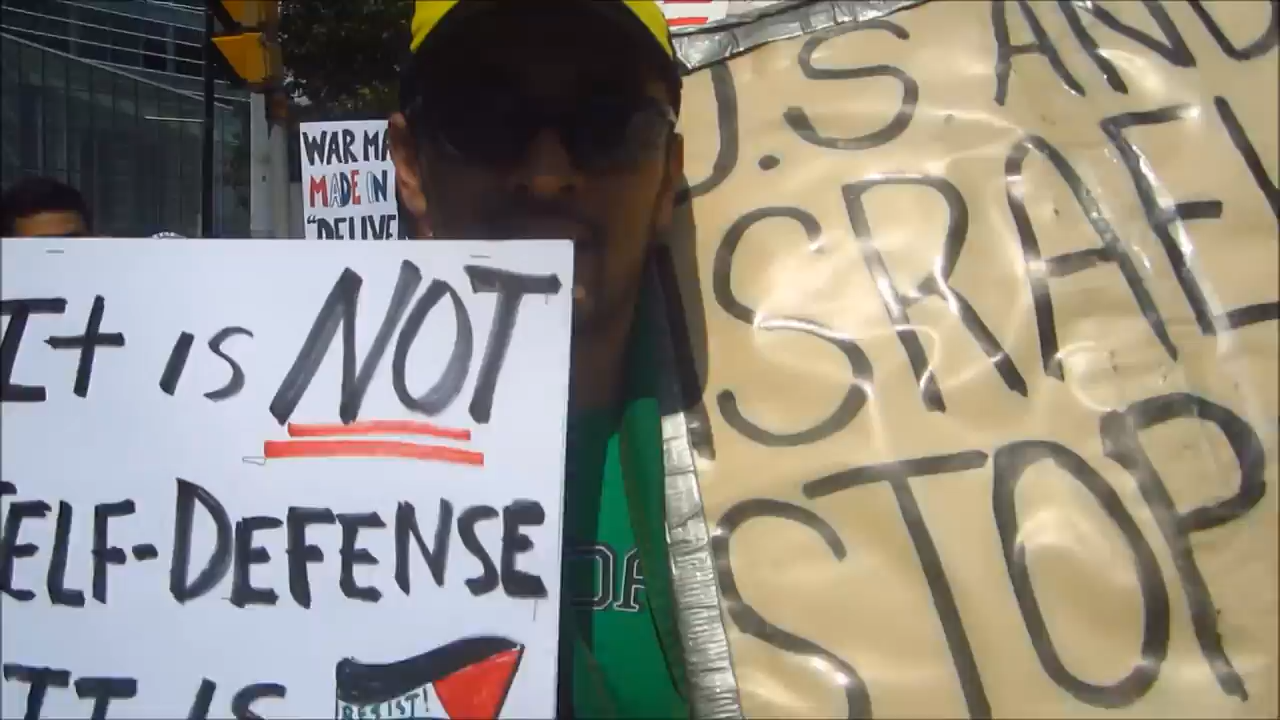 WAR MA
MADE IN
"DELIVE
It is NOT
ELF-DEFENSE
IT IS
RESIST!
U.S AND
ISRAEL
STOP